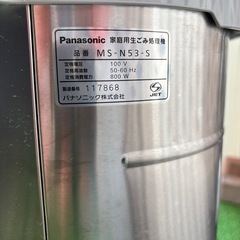 Panasonic 家庭用生ごみ処理機
品番 MS-N53-S
定格電圧 100 V
定格周波数 50-60 Hz
定格消費電力 800 W
製造番号 117868
パナソニック株式会社
JET